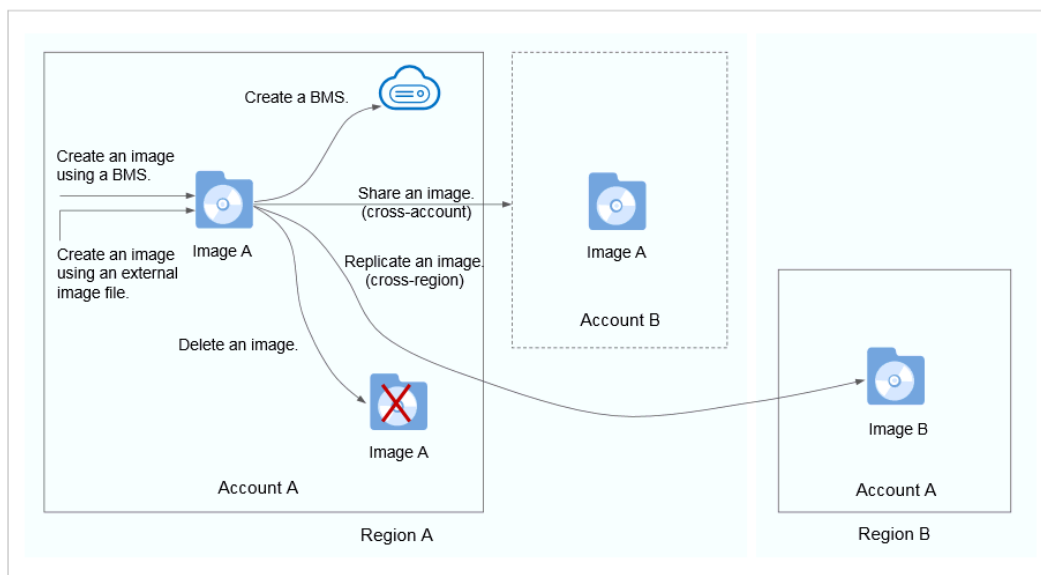 Create a BMS.
Create an image
using a BMS.
Image A
Create an image
using an external
image file.
Share an image.
(cross-account)
Replicate an image.
(cross-region)
Delete an image.
Image A
Account A
Image A
Account B
Region A
Image B
Account A
Region B